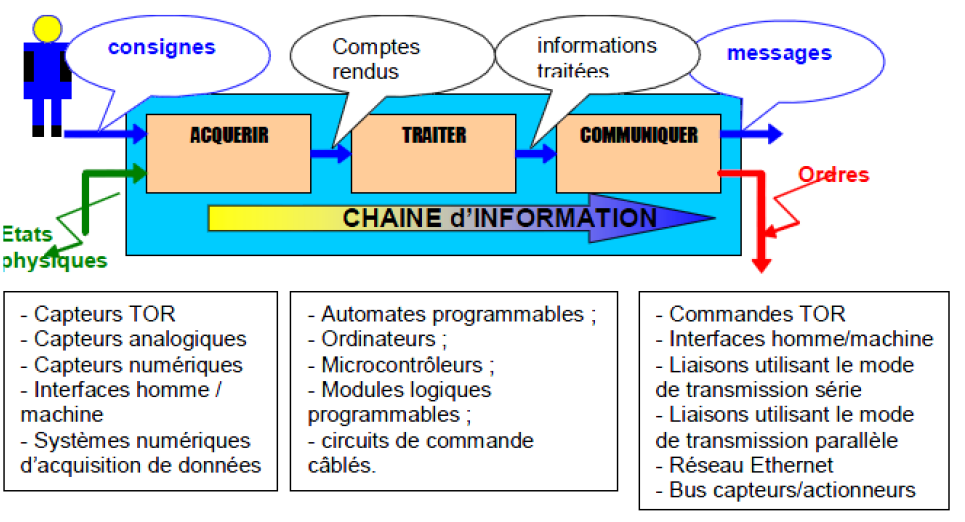 consignes
Comptes
rendus
informations
traitées
messages
ACQUERIR
TRAITER
COMMUNIQUER
Ordres
CHAINE d'INFORMATION
Etats
physiques
- Capteurs TOR
- Capteurs analogiques
- Capteurs numériques
- Interfaces homme /
machine
- Systèmes numériques
d'acquisition de données
- Automates programmables ;
- Ordinateurs ;
- Microcontrôleurs ;
- Modules logiques
programmables ;
- circuits de commande
câblés.
- Commandes TOR
- Interfaces homme/machine
- Liaisons utilisant le mode
de transmission série
- Liaisons utilisant le mode
de transmission parallèle
- Réseau Ethernet
- Bus capteurs/actionneurs